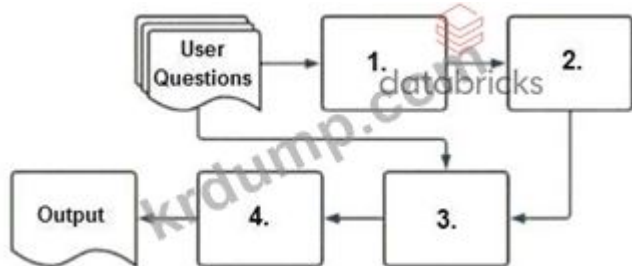 User
Questions
1.
2.
databricks
krdump.com
Output
4.
3.